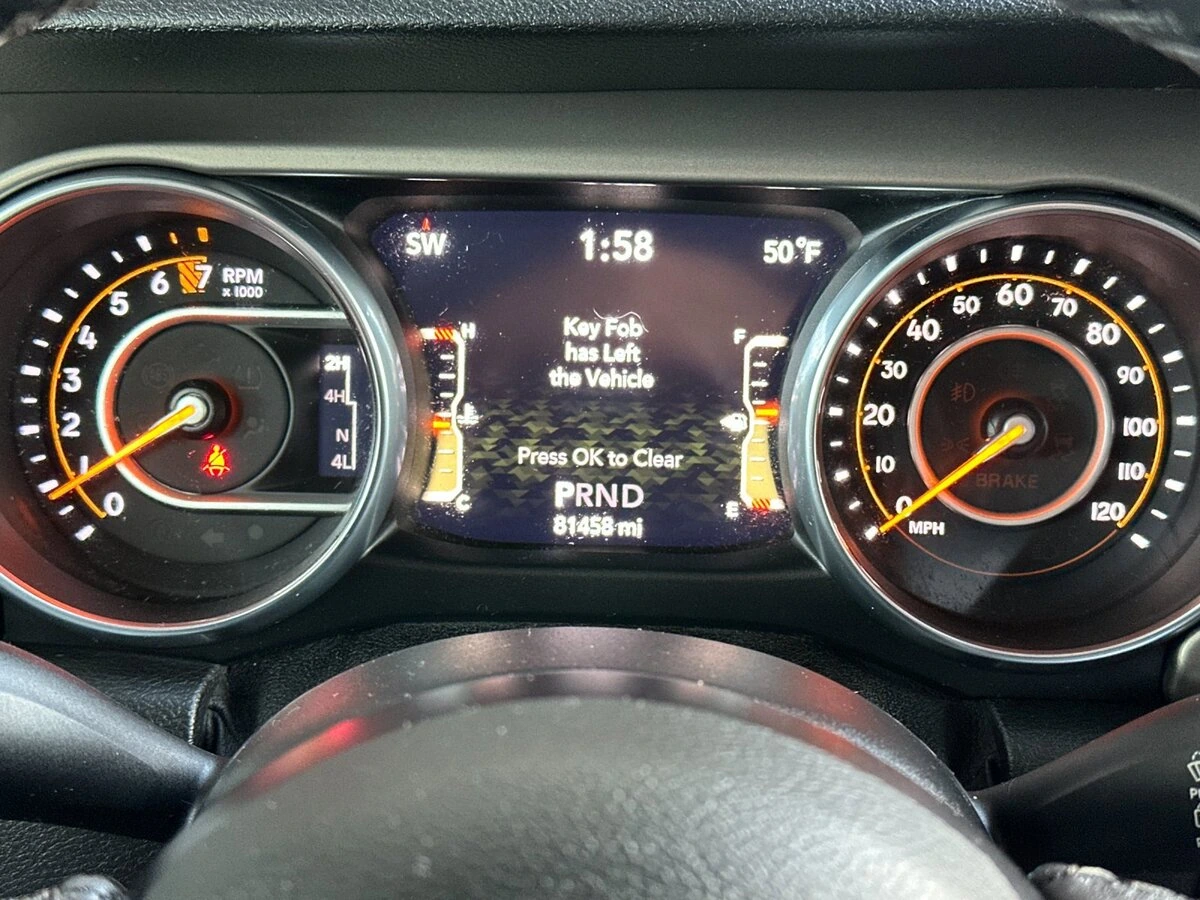 SW 1:58 50°F
7 RPM
x 1000
6
5
4
3
2
1
0
2H
4H
N
4L
H
C
Key Fob
has Left
the Vehicle
Press OK to Clear
PRND
81458 mi
F
E
0
10
20
30
40
50
60
70
80
90
100
110
120
MPH
BRAKE